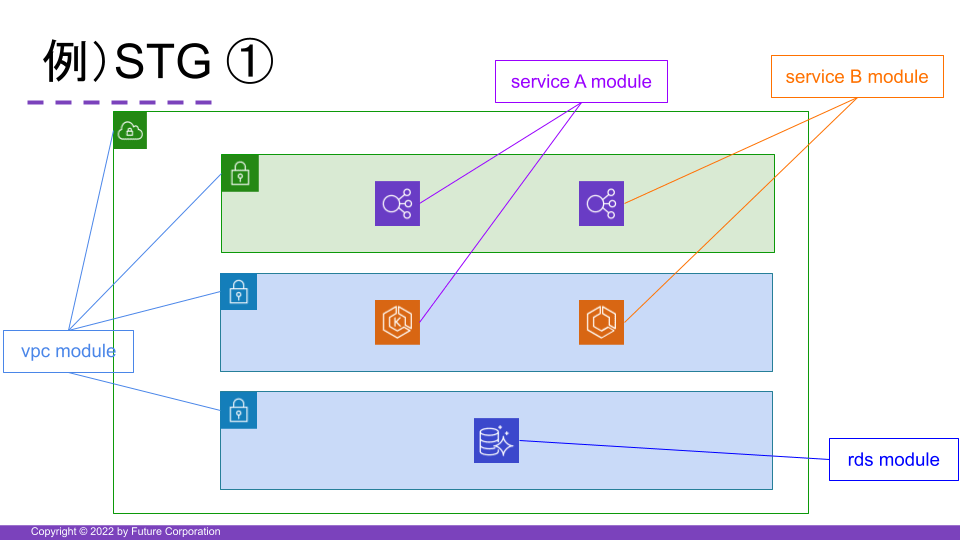 例）STG ①
service A module
service B module
vpc module
rds module
Copyright © 2022 by Future Corporation